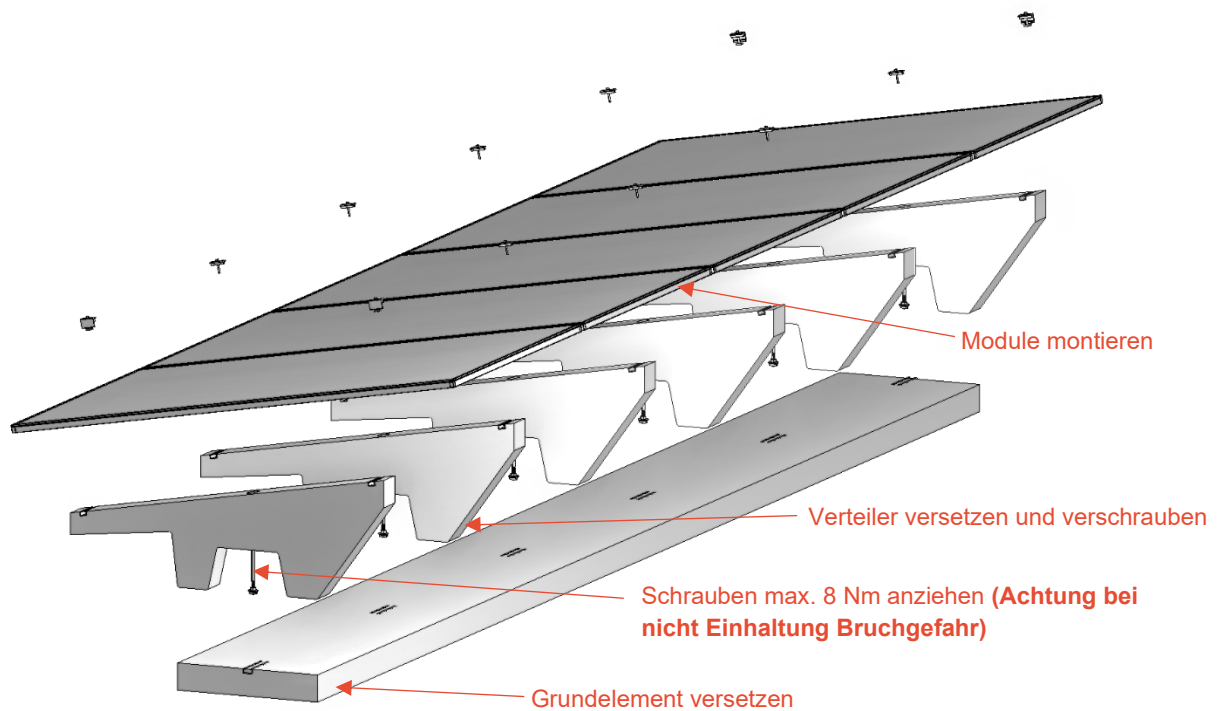 Module montieren
Verteiler versetzen und verschrauben
Schrauben max. 8 Nm anziehen (Achtung bei
nicht Einhaltung Bruchgefahr)
Grundelement versetzen